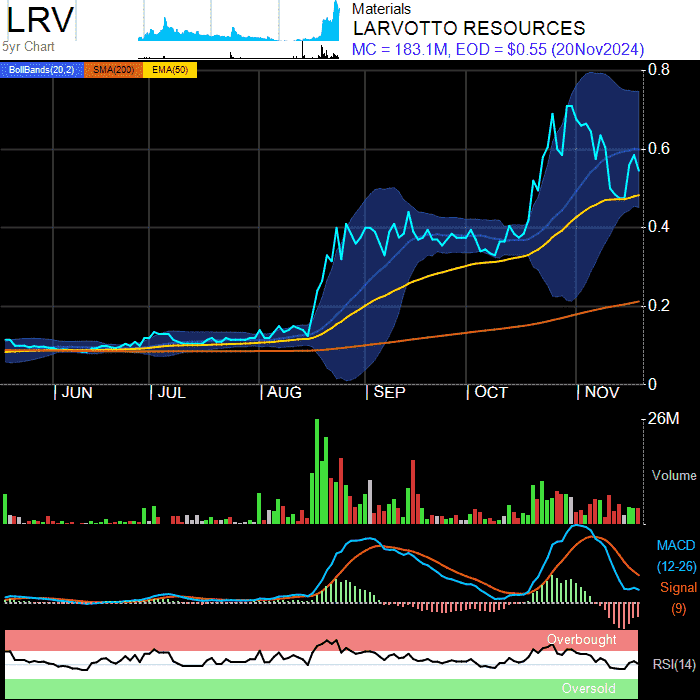 LRV
5yr Chart
Materials
LARVOTTO RESOURCES
MC = 183.1M, EOD = $0.55 (20Nov2024)
BollBands(20,2) SMA(200) EMA(50)
0.8
0.6
0.4
0.2
0
JUN JUL AUG SEP OCT NOV
26M
Volume
MACD
(12-26)
Signal
(9)
Overbought
RSI(14)
Oversold